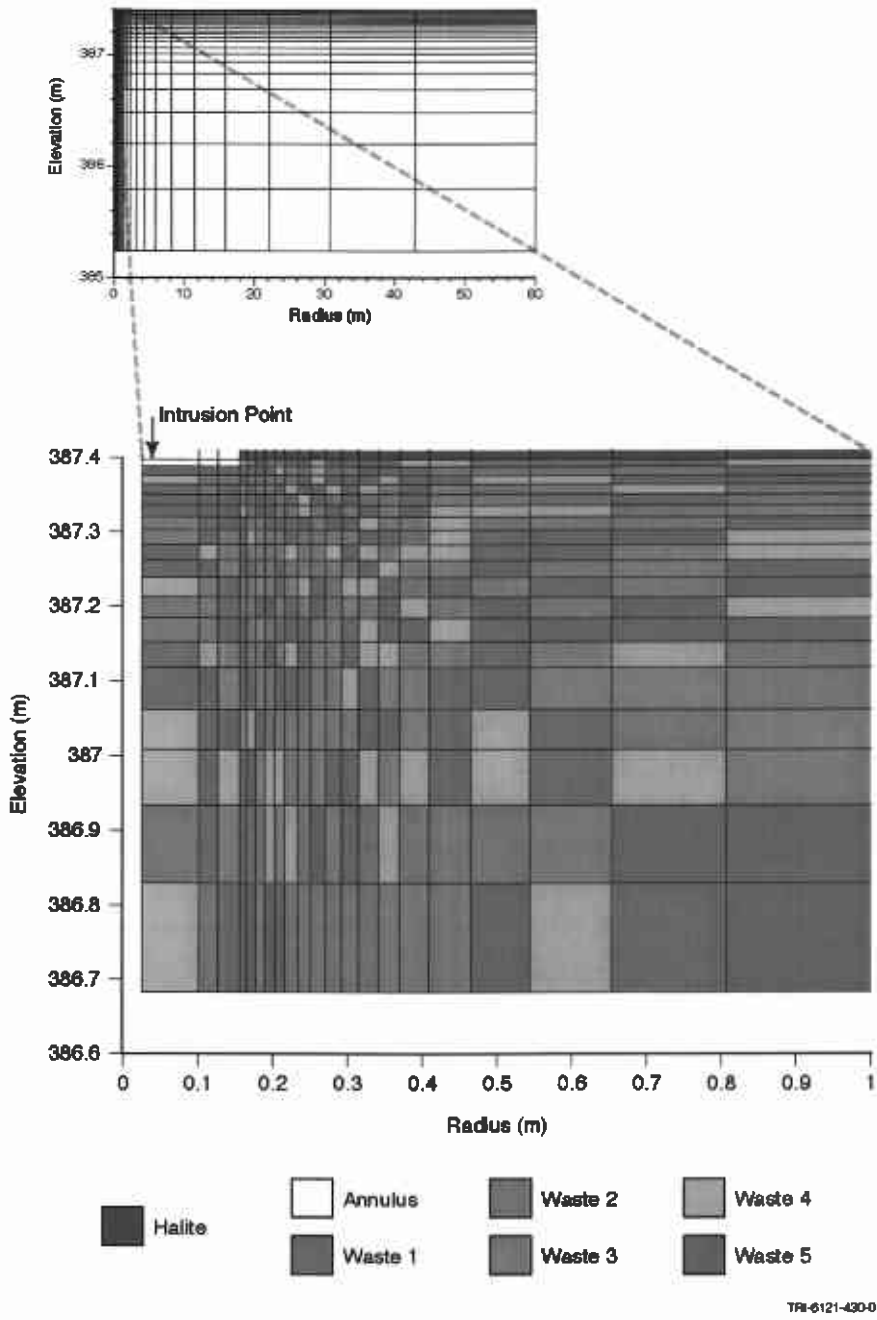 387
386
385
Elevation (m)
0 10 20 30 40 50 60
Radius (m)
Intrusion Point
387.4
387.3
387.2
387.1
387
386.9
386.8
386.7
386.6
Elevation (m)
0 0.1 0.2 0.3 0.4 0.5 0.6 0.7 0.8 0.9 1
Radius (m)
Halite
Annulus
Waste 1
Waste 2
Waste 3
Waste 4
Waste 5
TRI-6121-430-0